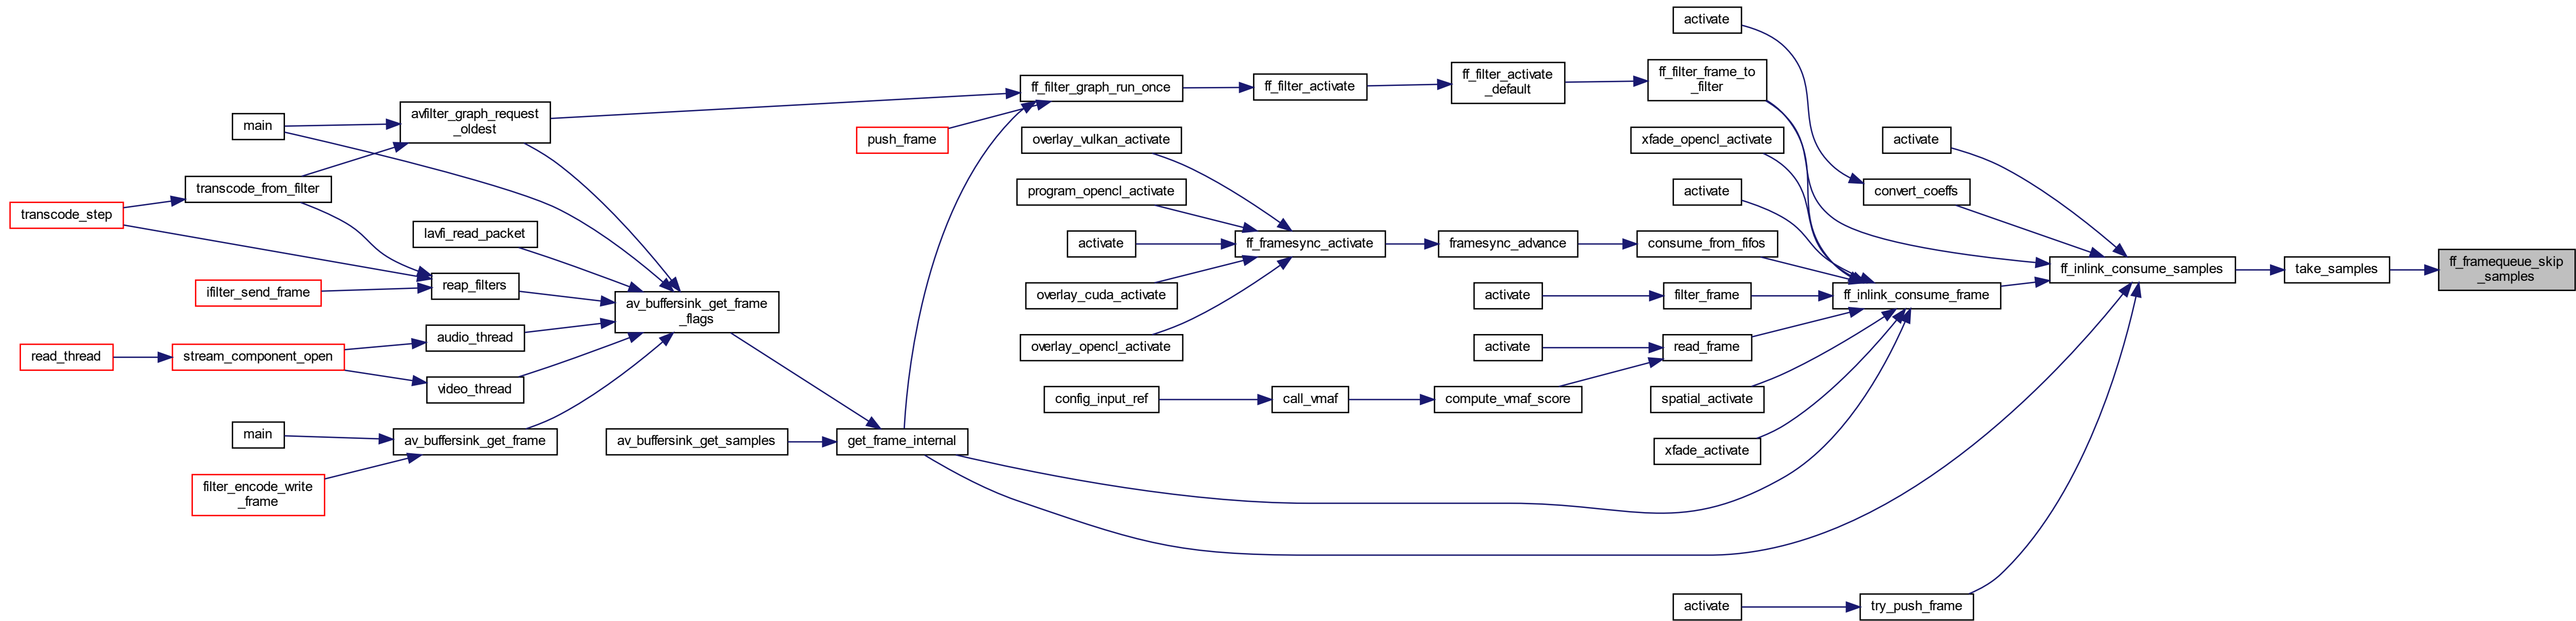 activate
ff_filter_frame_to
_filter
ff_filter_activate
_default
ff_filter_activate
ff_filter_graph_run_once
avfilter_graph_request
_oldest
main
push_frame
overlay_vulkan_activate
xfade_opencl_activate
activate
transcode_from_filter
program_opencl_activate
activate
convert_coeffs
transcode_step
lavfi_read_packet
activate
ff_framesync_activate
framesync_advance
consume_from_fifos
ff_inlink_consume_samples
take_samples
ff_framequeue_skip
_samples
ifilter_send_frame
reap_filters
av_buffersink_get_frame
_flags
overlay_cuda_activate
activate
filter_frame
ff_inlink_consume_frame
read_thread
stream_component_open
audio_thread
overlay_opencl_activate
activate
read_frame
video_thread
config_input_ref
call_vmaf
compute_vmaf_score
spatial_activate
main
av_buffersink_get_frame
av_buffersink_get_samples
get_frame_internal
xfade_activate
filter_encode_write
_frame
activate
try_push_frame